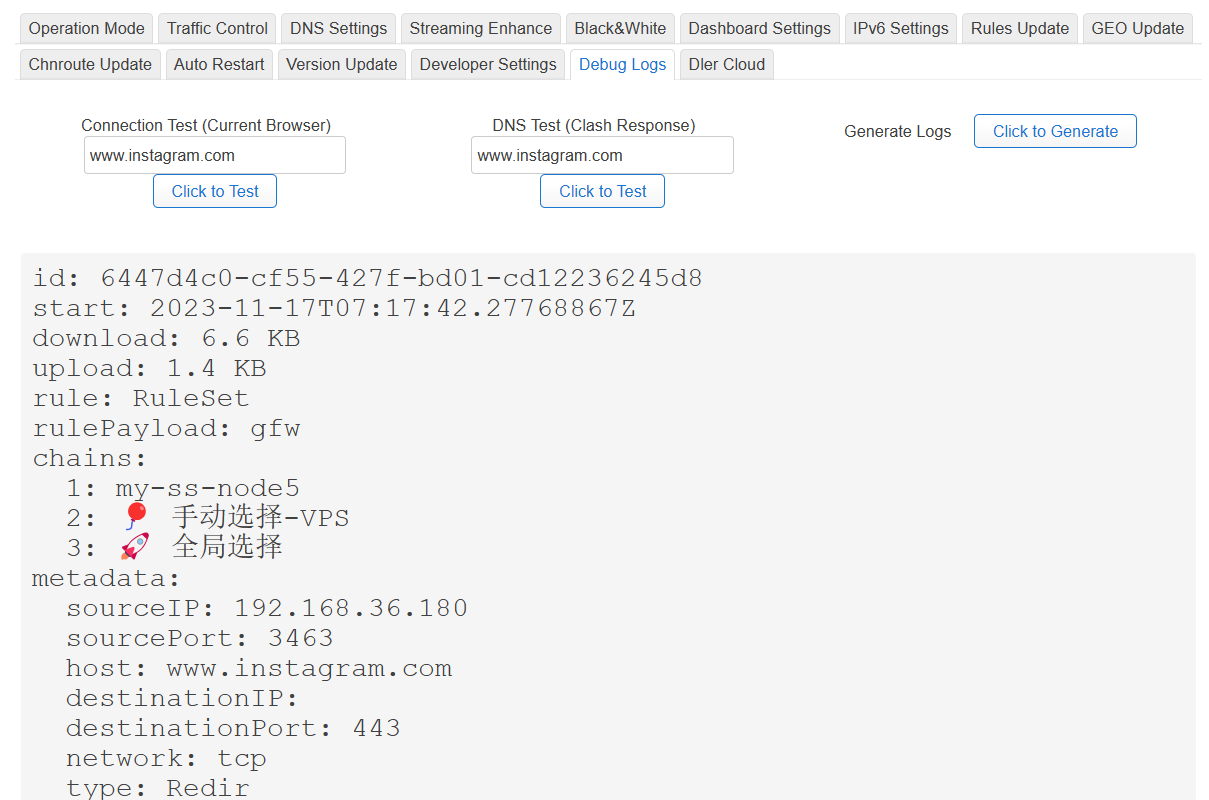 Operation Mode Traffic Control DNS Settings Streaming Enhance Black&White Dashboard Settings IPv6 Settings Rules Update GEO Update
Chnroute Update Auto Restart Version Update Developer Settings Debug Logs Dler Cloud
Connection Test (Current Browser)
www.instagram.com
Click to Test
DNS Test (Clash Response)
www.instagram.com
Click to Test
Generate Logs Click to Generate
id: 6447d4c0-cf55-427f-bd01-cd12236245d8
start: 2023-11-17T07:17:42.27768867Z
download: 6.6 KB
upload: 1.4 KB
rule: RuleSet
rulePayload: gfw
chains:
1: my-ss-node5
2: 🎈 手动选择-VPS
3: 🚀 全局选择
metadata:
sourceIP: 192.168.36.180
sourcePort: 3463
host: www.instagram.com
destinationIP:
destinationPort: 443
network: tcp
type: Redir